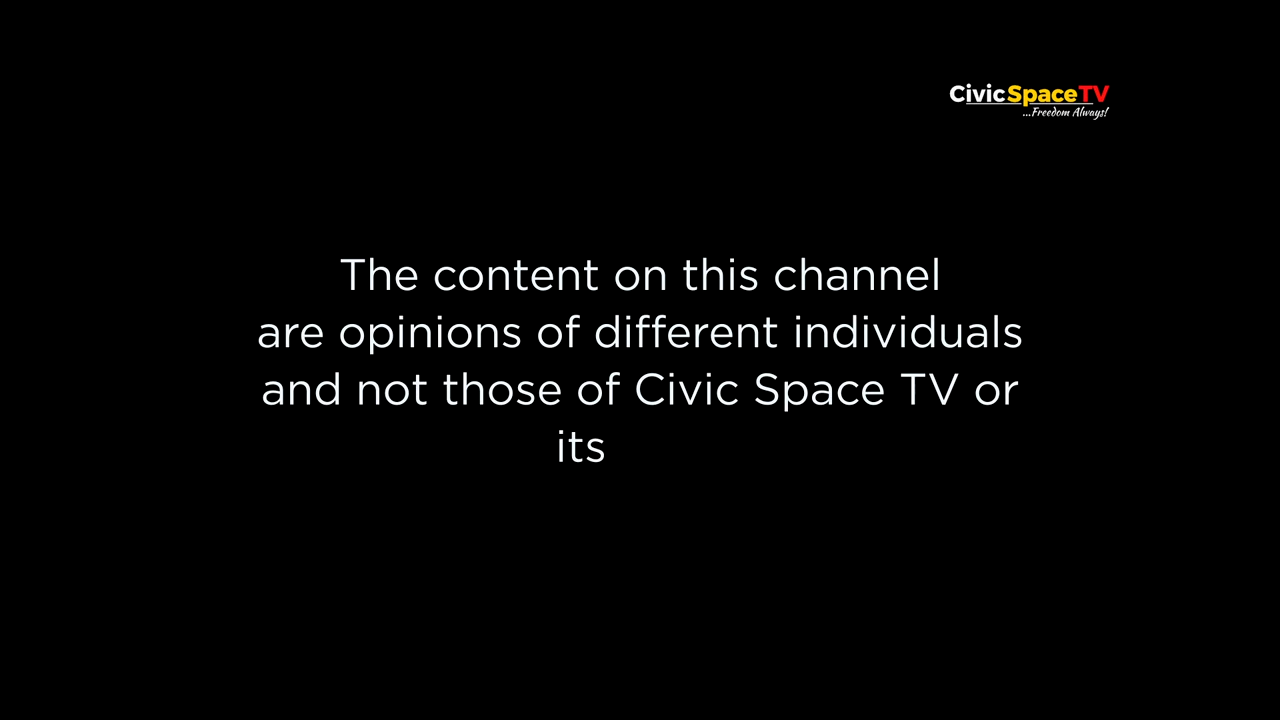 CivicSpaceTV
...Freedom Always!
The content on this channel
are opinions of different individuals
and not those of Civic Space TV or
its